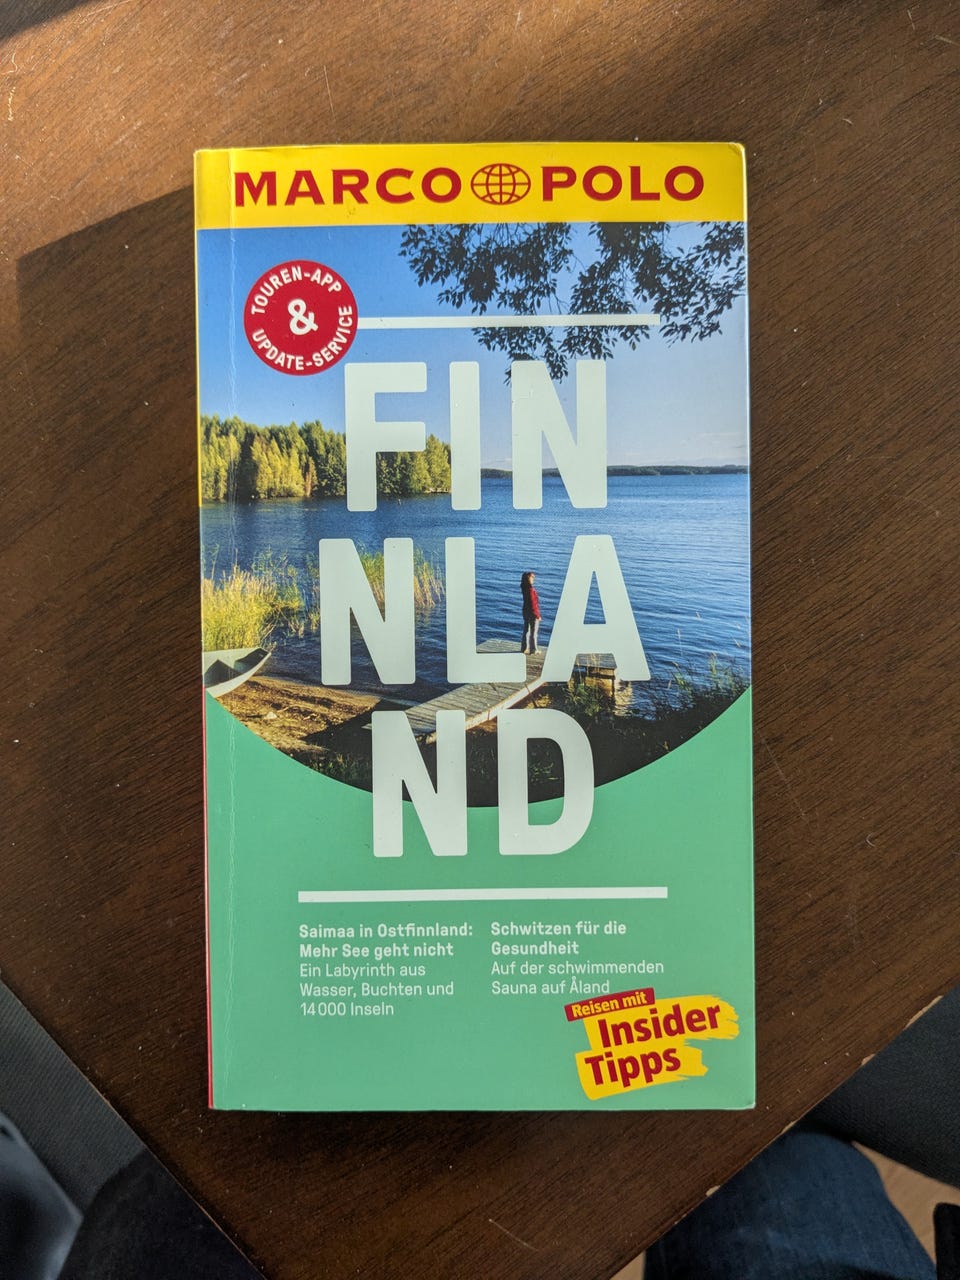 MARCO POLO
TOUREN-APP
&
UPDATE-SERVICE
FIN
NLA
ND
Saimaa in Ostfinnland:
Mehr See geht nicht
Ein Labyrinth aus
Wasser, Buchten und
14 000 Inseln
Schwitzen für die
Gesundheit
Auf der schwimmenden
Sauna auf Åland
Reisen mit
Insider
Tipps